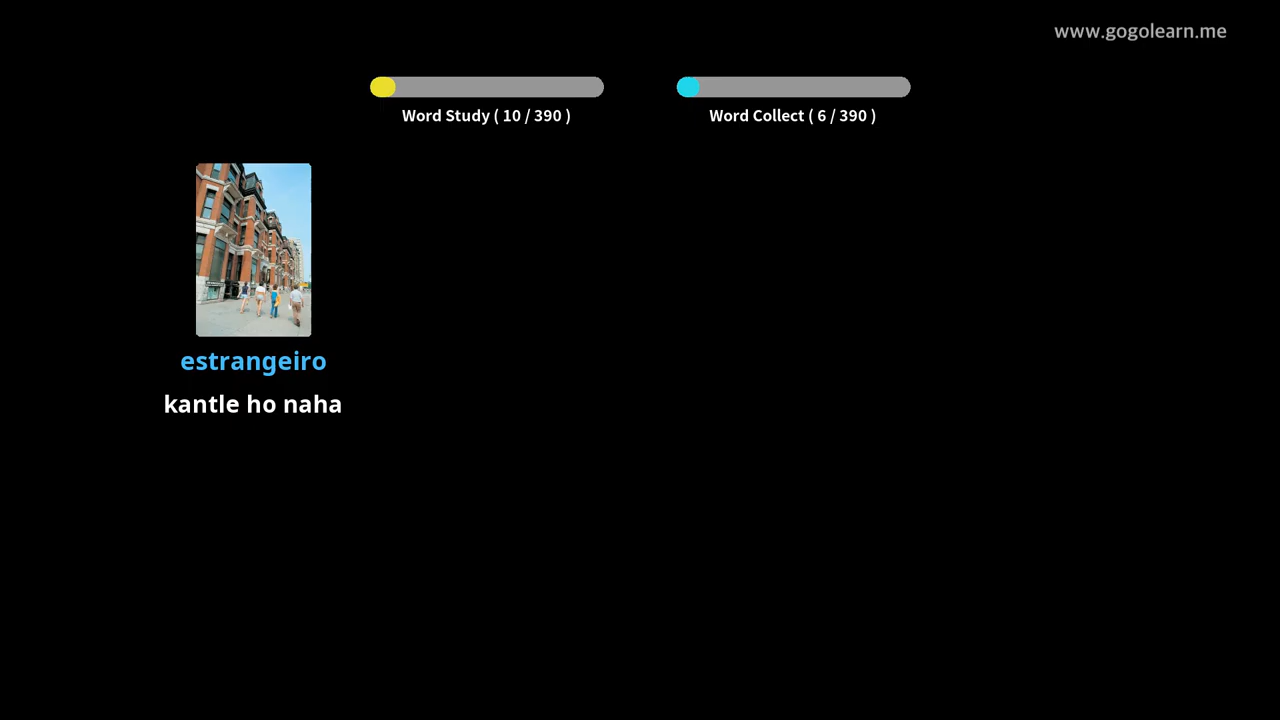 www.gogolearn.me
Word Study ( 10 / 390 )
Word Collect ( 6 / 390 )
estrangeiro
kantle ho naha